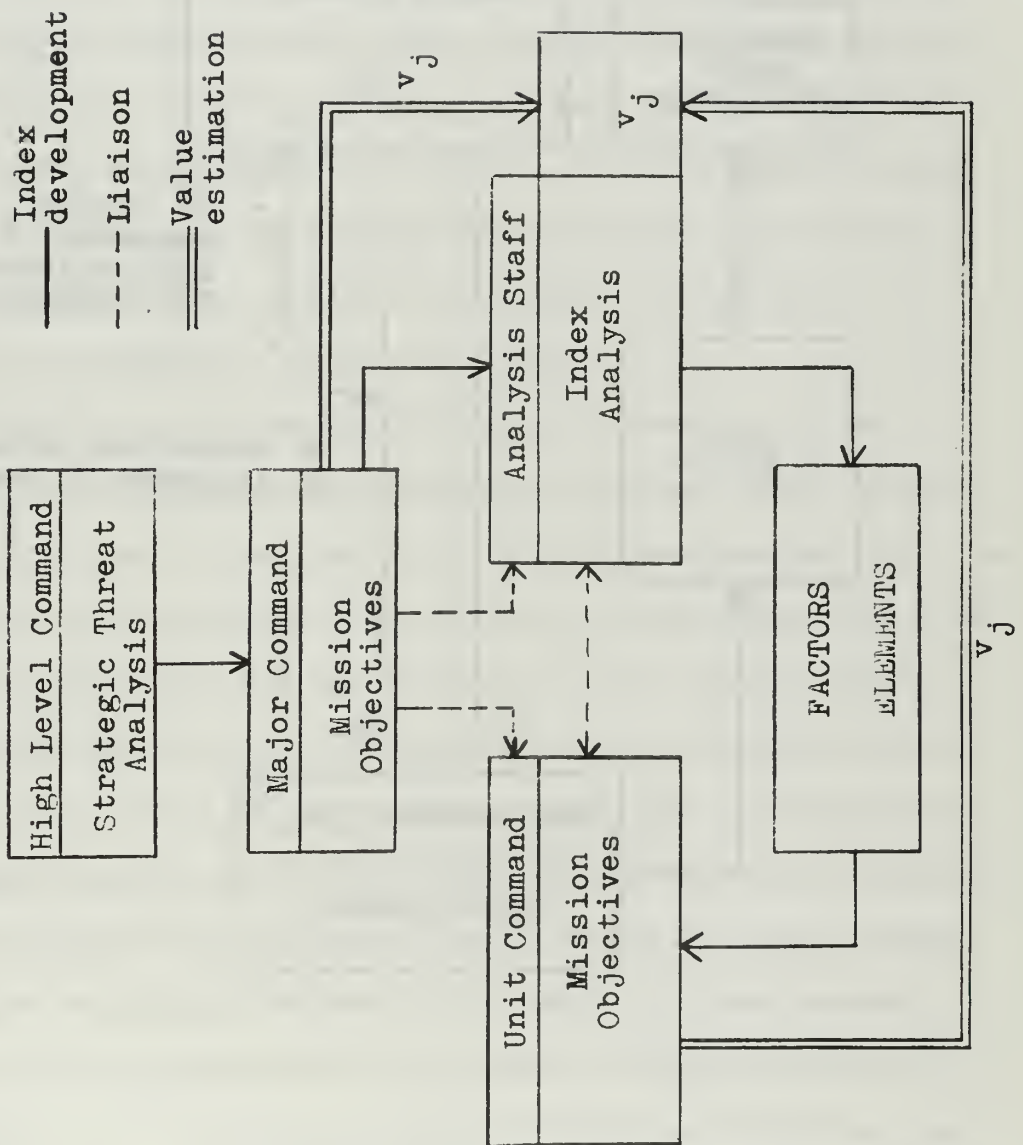 Index
development
Liaison
Value
estimation
High Level Command
Strategic Threat
Analysis
Major Command
Mission
Objectives
v_j
Analysis Staff
Index
Analysis
v_j
Unit Command
Mission
Objectives
FACTORS
ELEMENTS
v_j